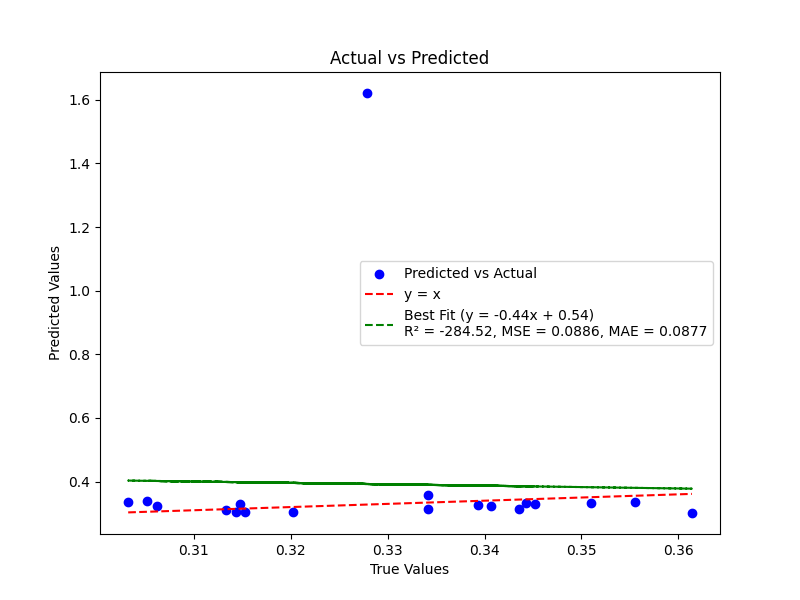 Actual vs Predicted
1.6
1.4
1.2
1.0
0.8
0.6
0.4
Predicted Values
Predicted vs Actual
y = x
Best Fit (y = -0.44x + 0.54)
R² = -284.52, MSE = 0.0886, MAE = 0.0877
0.31 0.32 0.33 0.34 0.35 0.36
True Values